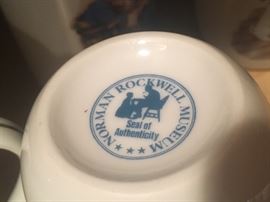 NORMAN ROCKWELL MUSEUM
Seal of
Authenticity